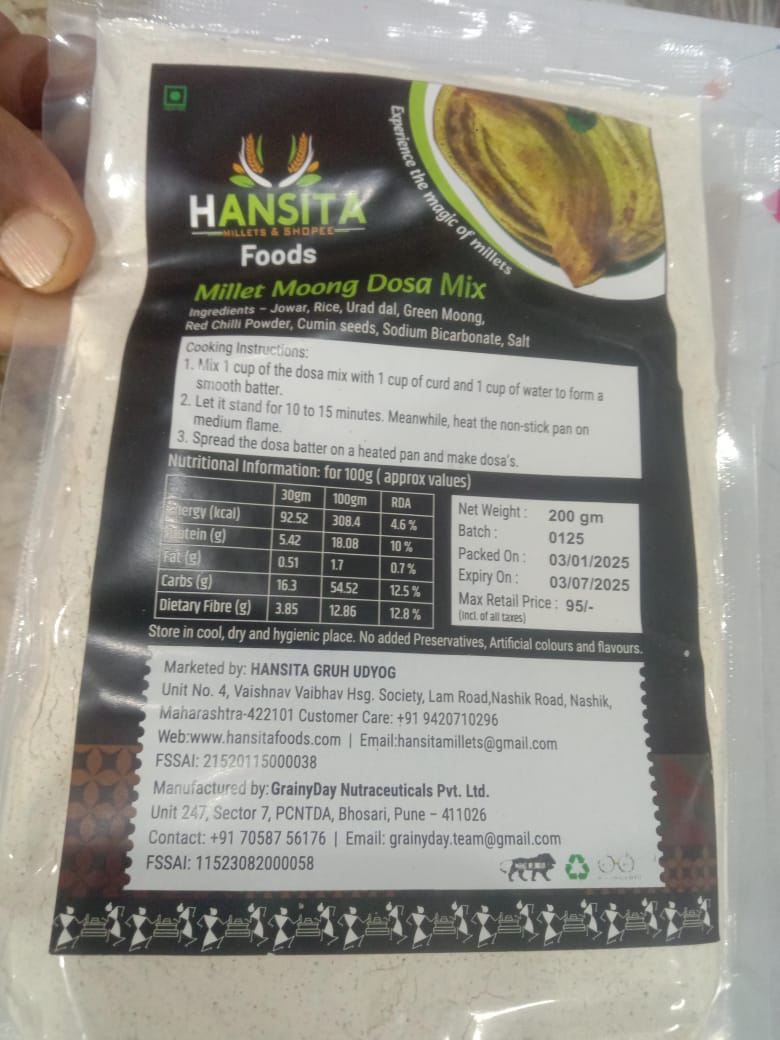 Experience the magic of millets
HANSITA
MILLETS & SHOPEE
Foods
Millet Moong Dosa Mix
Ingredients – Jowar, Rice, Urad dal, Green Moong,
Red Chilli Powder, Cumin seeds, Sodium Bicarbonate, Salt
Cooking Instructions:
1. Mix 1 cup of the dosa mix with 1 cup of curd and 1 cup of water to form a
smooth batter.
2. Let it stand for 10 to 15 minutes. Meanwhile, heat the non-stick pan on
medium flame.
3. Spread the dosa batter on a heated pan and make dosa's.
Nutritional Information: for 100g ( approx values)
30gm 100gm RDA
Energy (kcal) 92.52 308.4 4.6 %
Protein (g) 5.42 18.08 10 %
Fat (g) 0.51 1.7 0.7 %
Carbs (g) 16.3 54.52 12.5 %
Dietary Fibre (g) 3.85 12.86 12.8 %
Net Weight : 200 gm
Batch : 0125
Packed On : 03/01/2025
Expiry On : 03/07/2025
Max Retail Price : 95/-
(Incl. of all taxes)
Store in cool, dry and hygienic place. No added Preservatives, Artificial colours and flavours.
Marketed by: HANSITA GRUH UDYOG
Unit No. 4, Vaishnav Vaibhav Hsg. Society, Lam Road,Nashik Road, Nashik,
Maharashtra-422101 Customer Care: +91 9420710296
Web:www.hansitafoods.com | Email:hansitamillets@gmail.com
FSSAI: 21520115000038
Manufactured by: GrainyDay Nutraceuticals Pvt. Ltd.
Unit 247, Sector 7, PCNTDA, Bhosari, Pune – 411026
Contact: +91 70587 56176 | Email: grainyday.team@gmail.com
FSSAI: 11523082000058